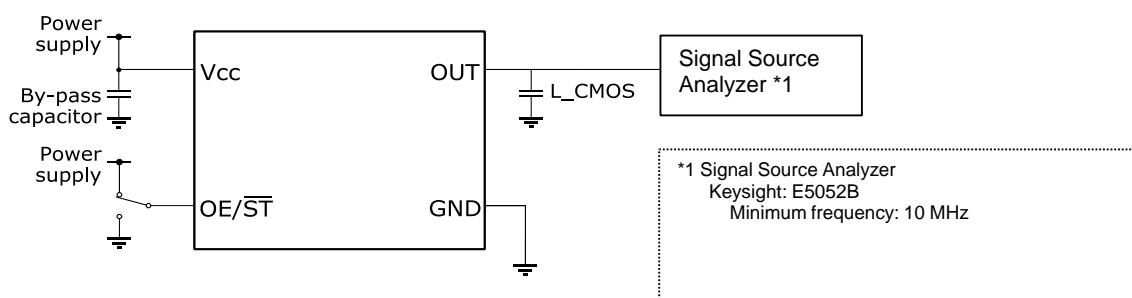 Power
supply
Vcc
OUT
Signal Source
Analyzer *1
By-pass
capacitor
L_CMOS
Power
supply
OE/ST
GND
*1 Signal Source Analyzer
Keysight: E5052B
Minimum frequency: 10 MHz